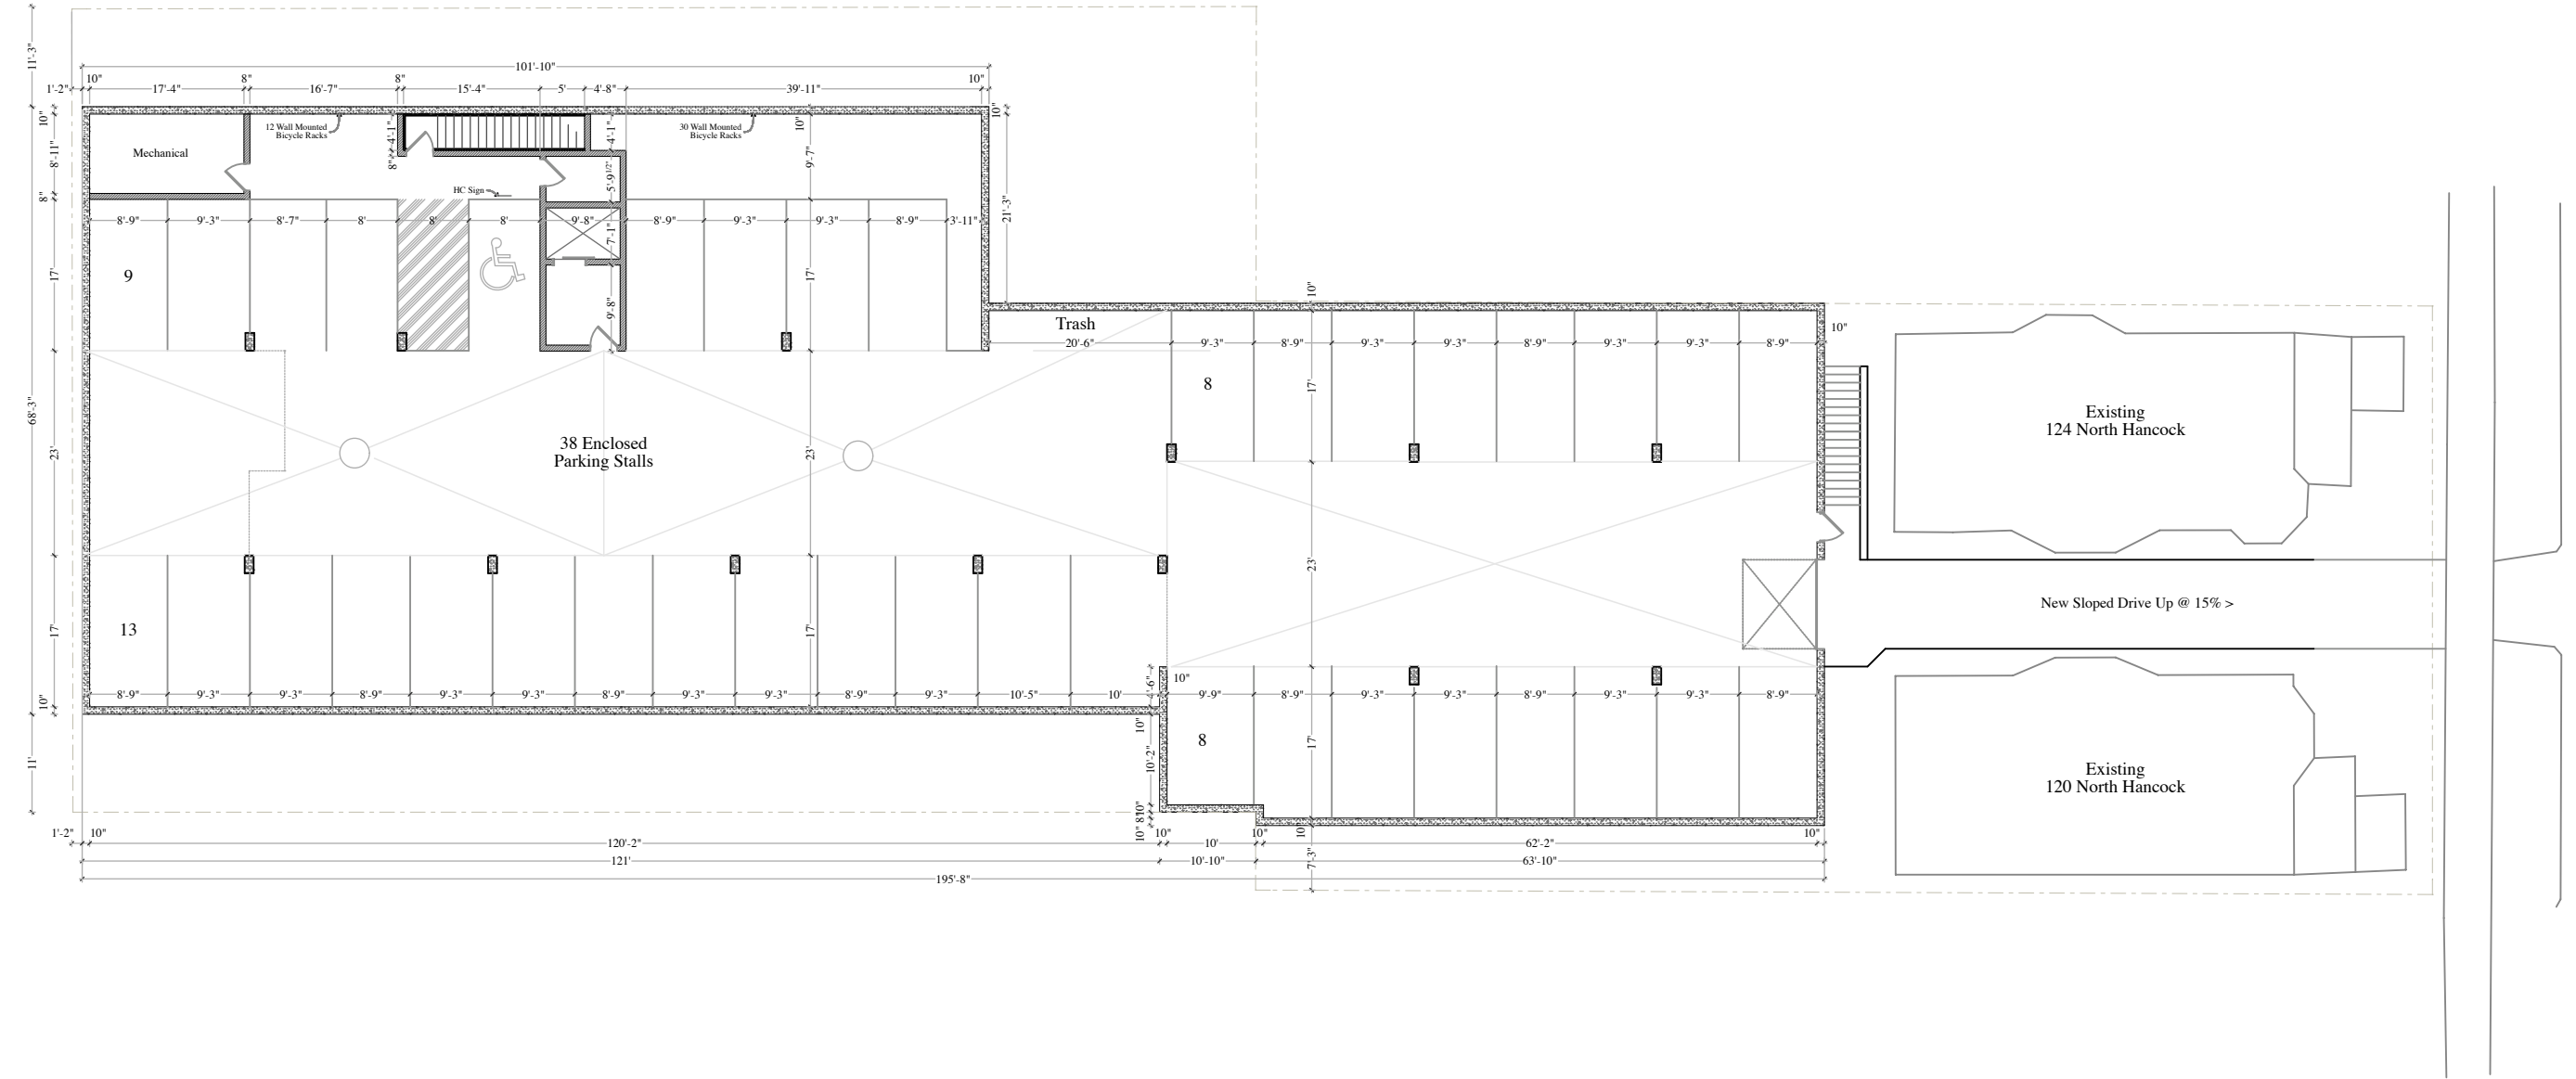 11'-3"
101'-10"
10" 8" 8" 10"
1'-2" 17'-4" 16'-7" 15'-4" 5' 4'-8" 39'-11"
10"
10"
10"
12 Wall Mounted
Bicycle Racks
30 Wall Mounted
Bicycle Racks
4'-1"
4'-1"
Mechanical
8'-11"
8"
9'-7"
5'-9 1/2"
HC Sign
8"
21'-3"
8'-9" 9'-3" 8'-7" 8' 8' 8' 9'-8" 8'-9" 9'-3" 9'-3" 8'-9" 3'-11"
7'-1"
9
17'
17'
9'-8"
10"
Trash
10"
20'-6" 9'-3" 8'-9" 9'-3" 9'-3" 8'-9" 9'-3" 9'-3" 8'-9"
8
17'
68'-3"
Existing
124 North Hancock
38 Enclosed
Parking Stalls
23'
23'
23'
New Sloped Drive Up @ 15% >
13
17'
17'
10"
8'-9" 9'-3" 9'-3" 8'-9" 9'-3" 9'-3" 8'-9" 9'-3" 9'-3" 8'-9" 9'-3" 10'-5" 10'
4'-6"
9'-9" 8'-9" 9'-3" 9'-3" 8'-9" 9'-3" 9'-3" 8'-9"
10"
10"
8
17'
10'-2"
11'
Existing
120 North Hancock
10"
8"
10"
1'-2" 10" 10" 10" 10" 10"
120'-2" 10' 62'-2"
121' 10'-10" 63'-10"
7'-3"
195'-8"